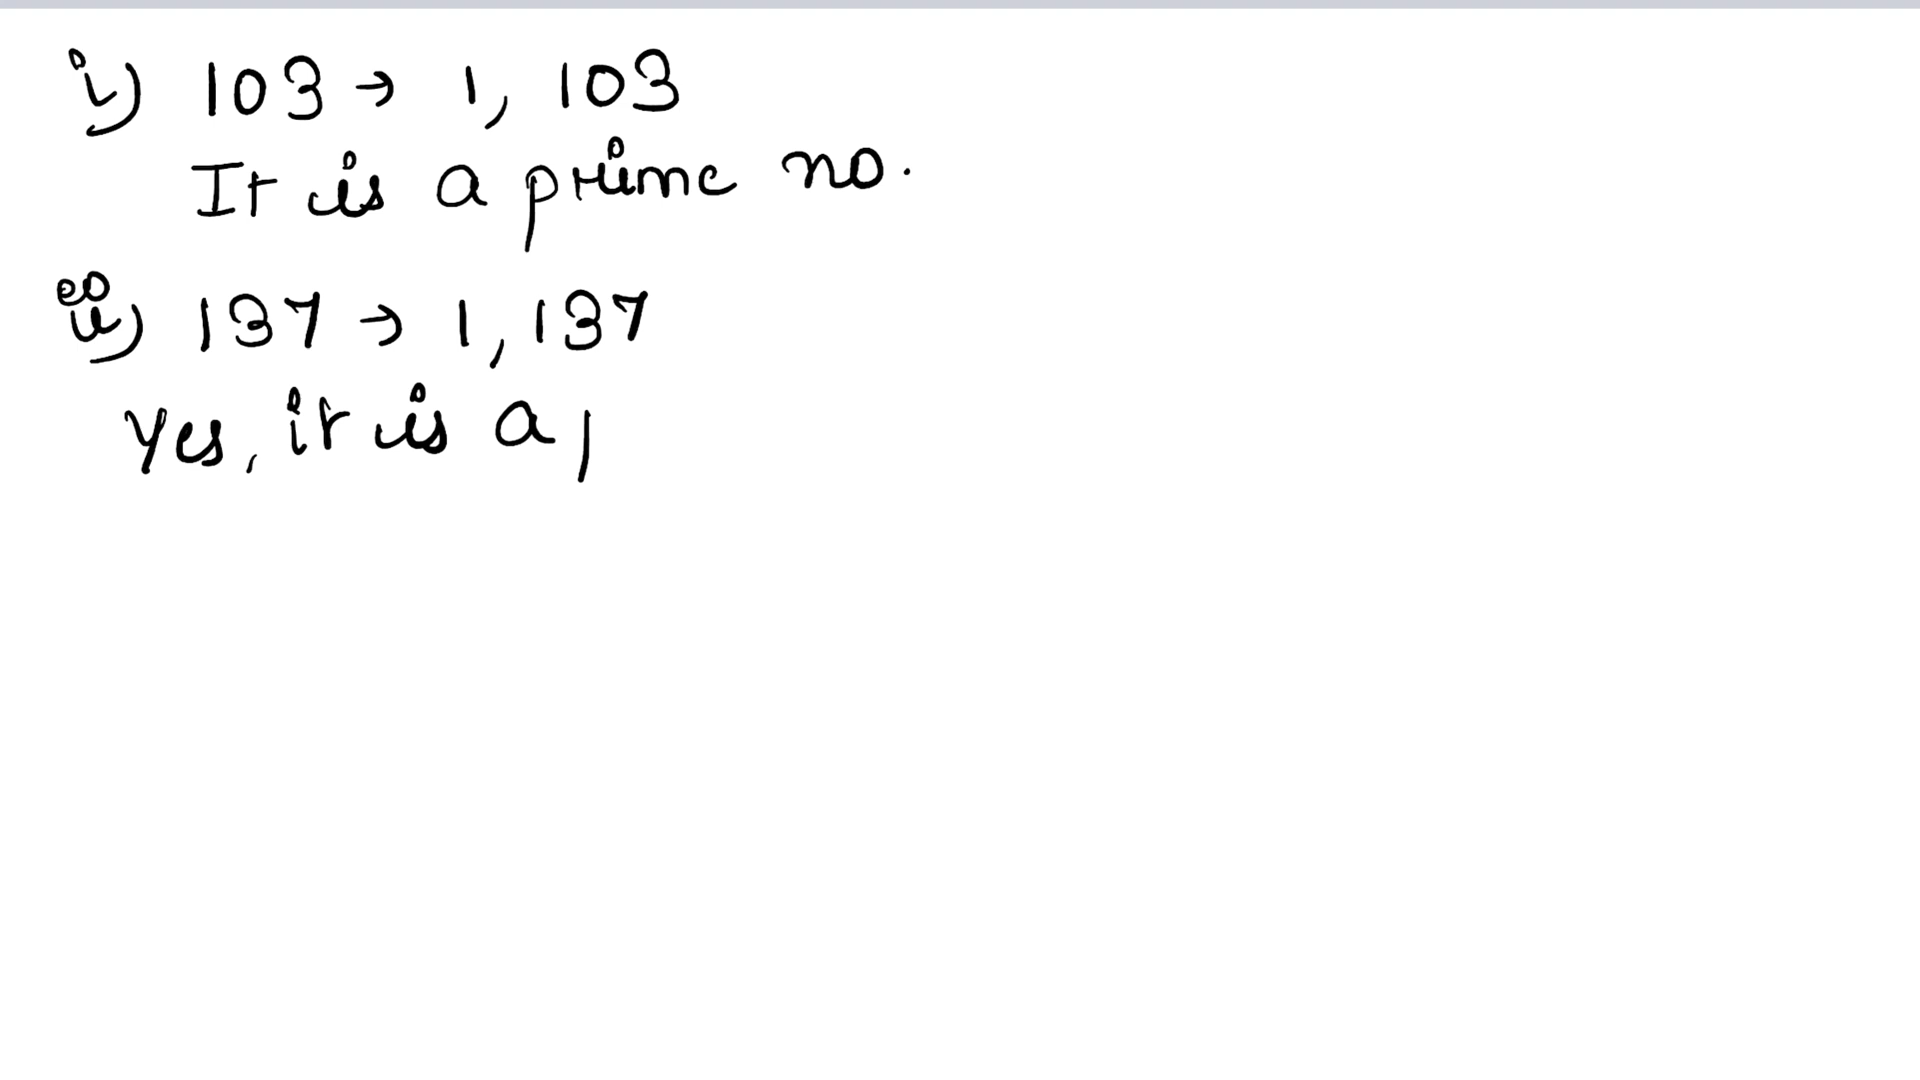 i) 103 → 1, 103
It is a prime no.
ii) 137 → 1, 137
Yes, it is a